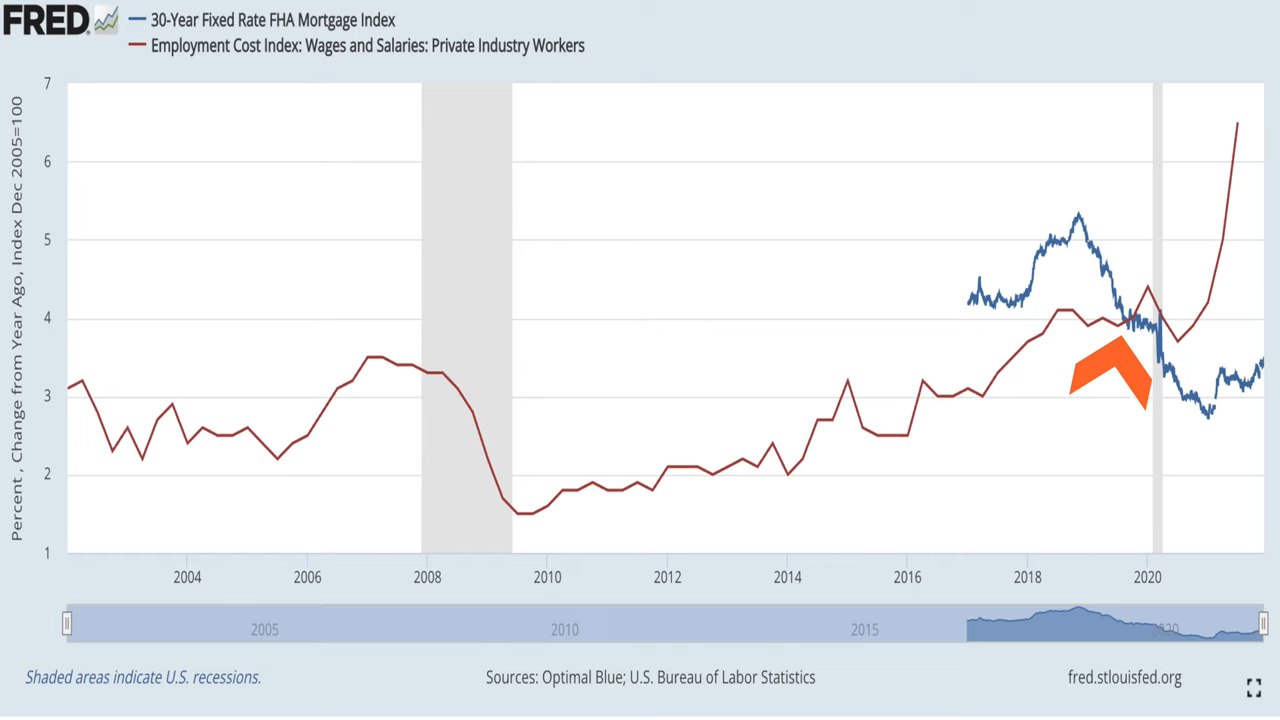 FRED
30-Year Fixed Rate FHA Mortgage Index
Employment Cost Index: Wages and Salaries: Private Industry Workers
Percent , Change from Year Ago, Index Dec 2005=100
7
6
5
4
3
2
1
2004 2006 2008 2010 2012 2014 2016 2018 2020
2005 2010 2015 2020
Shaded areas indicate U.S. recessions.
Sources: Optimal Blue; U.S. Bureau of Labor Statistics
fred.stlouisfed.org